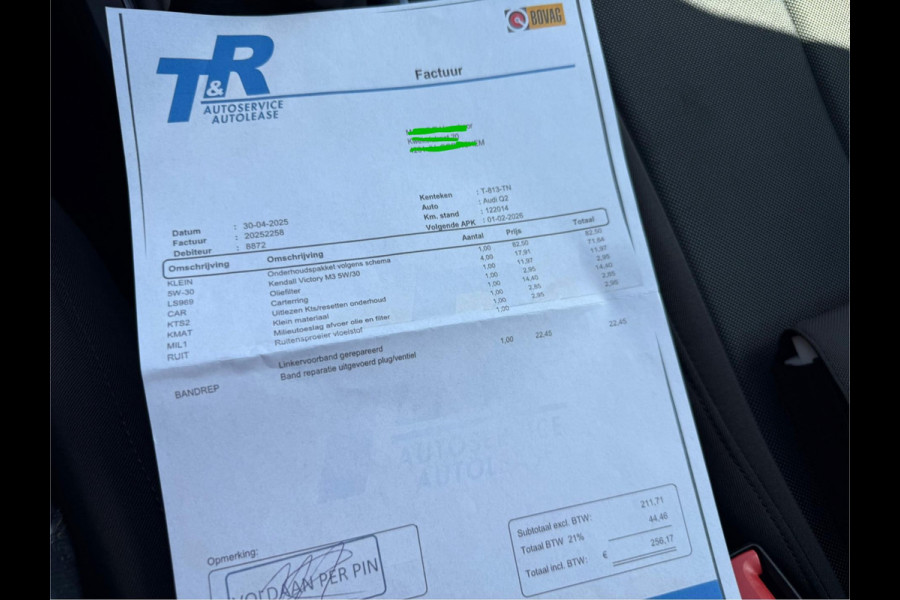 BOVAG
T&R
AUTOSERVICE
AUTOLEASE
Factuur
Kenteken : T-813-TN
Auto : Audi Q2
Km. stand : 122014
Volgende APK : 01-02-2026
Datum : 30-04-2025
Factuur : 20252258
Debiteur : 8872
Omschrijving Omschrijving Aantal Prijs Totaal
KLEIN Onderhoudspakket volgens schema 1,00 62,50 62,50
5W-30 Kendall Victory M3 5W/30 4,00 17,91 71,64
LS969 Oliefilter 1,00 11,97 11,97
CAR Carterring 1,00 2,95 2,95
KTS2 Uitlezen Kts/resetten onderhoud 1,00 14,40 14,40
KMAT Klein materiaal 1,00 2,85 2,85
MIL1 Milieutoeslag afvoer olie en filter 1,00 2,95 2,95
RUIT Ruitensproeier vloeistof 1,00
Linkervoorband gerepareerd
BANDREP Band reparatie uitgevoerd plug/ventiel 1,00 22,45 22,45
Opmerking:
VOLDAAN PER PIN
Subtotaal excl. BTW: 211,71
Totaal BTW 21% 44,46
Totaal incl. BTW: € 256,17